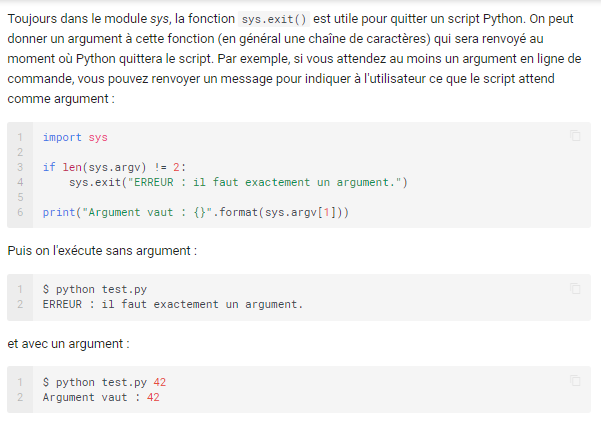 Toujours dans le module sys, la fonction sys.exit() est utile pour quitter un script Python. On peut
donner un argument à cette fonction (en général une chaîne de caractères) qui sera renvoyé au
moment où Python quittera le script. Par exemple, si vous attendez au moins un argument en ligne de
commande, vous pouvez renvoyer un message pour indiquer à l'utilisateur ce que le script attend
comme argument :
1 import sys
2
3 if len(sys.argv) != 2:
4     sys.exit("ERREUR : il faut exactement un argument.")
5
6 print("Argument vaut : {}".format(sys.argv[1]))
Puis on l'exécute sans argument :
1 $ python test.py
2 ERREUR : il faut exactement un argument.
et avec un argument :
1 $ python test.py 42
2 Argument vaut : 42